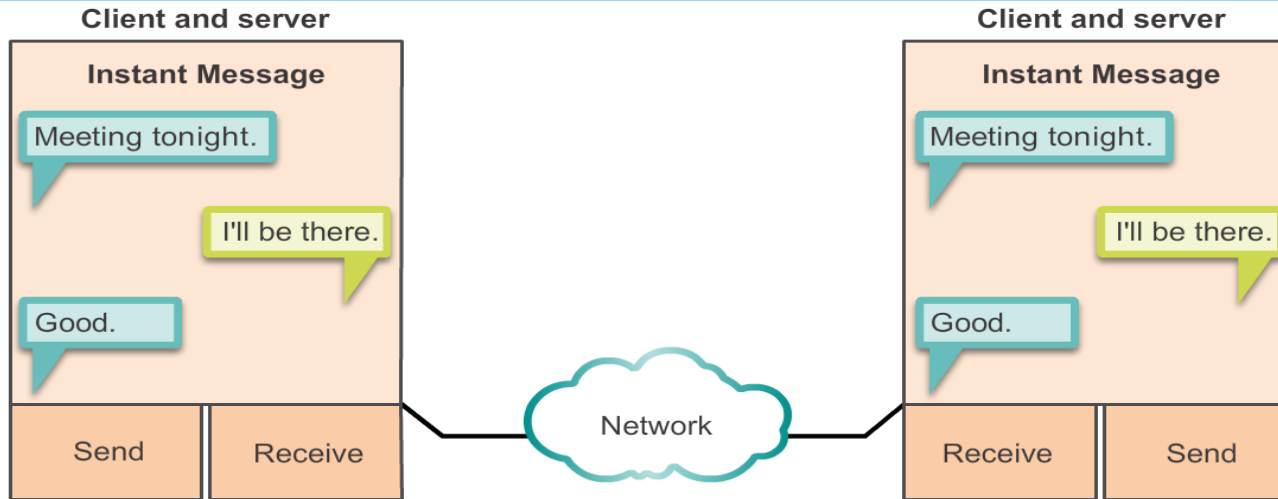 Client and server
Instant Message
Meeting tonight.
I'll be there.
Good.
Send
Receive
Network
Client and server
Instant Message
Meeting tonight.
I'll be there.
Good.
Receive
Send